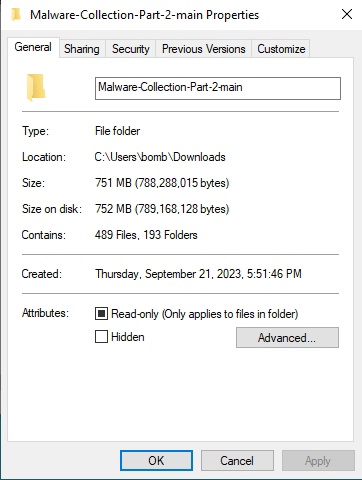 Malware-Collection-Part-2-main Properties
General Sharing Security Previous Versions Customize
Malware-Collection-Part-2-main
Type: File folder
Location: C:\Users\bomb\Downloads
Size: 751 MB (788,288,015 bytes)
Size on disk: 752 MB (789,168,128 bytes)
Contains: 489 Files, 193 Folders
Created: Thursday, September 21, 2023, 5:51:46 PM
Attributes: Read-only (Only applies to files in folder)
Hidden Advanced...
OK Cancel Apply